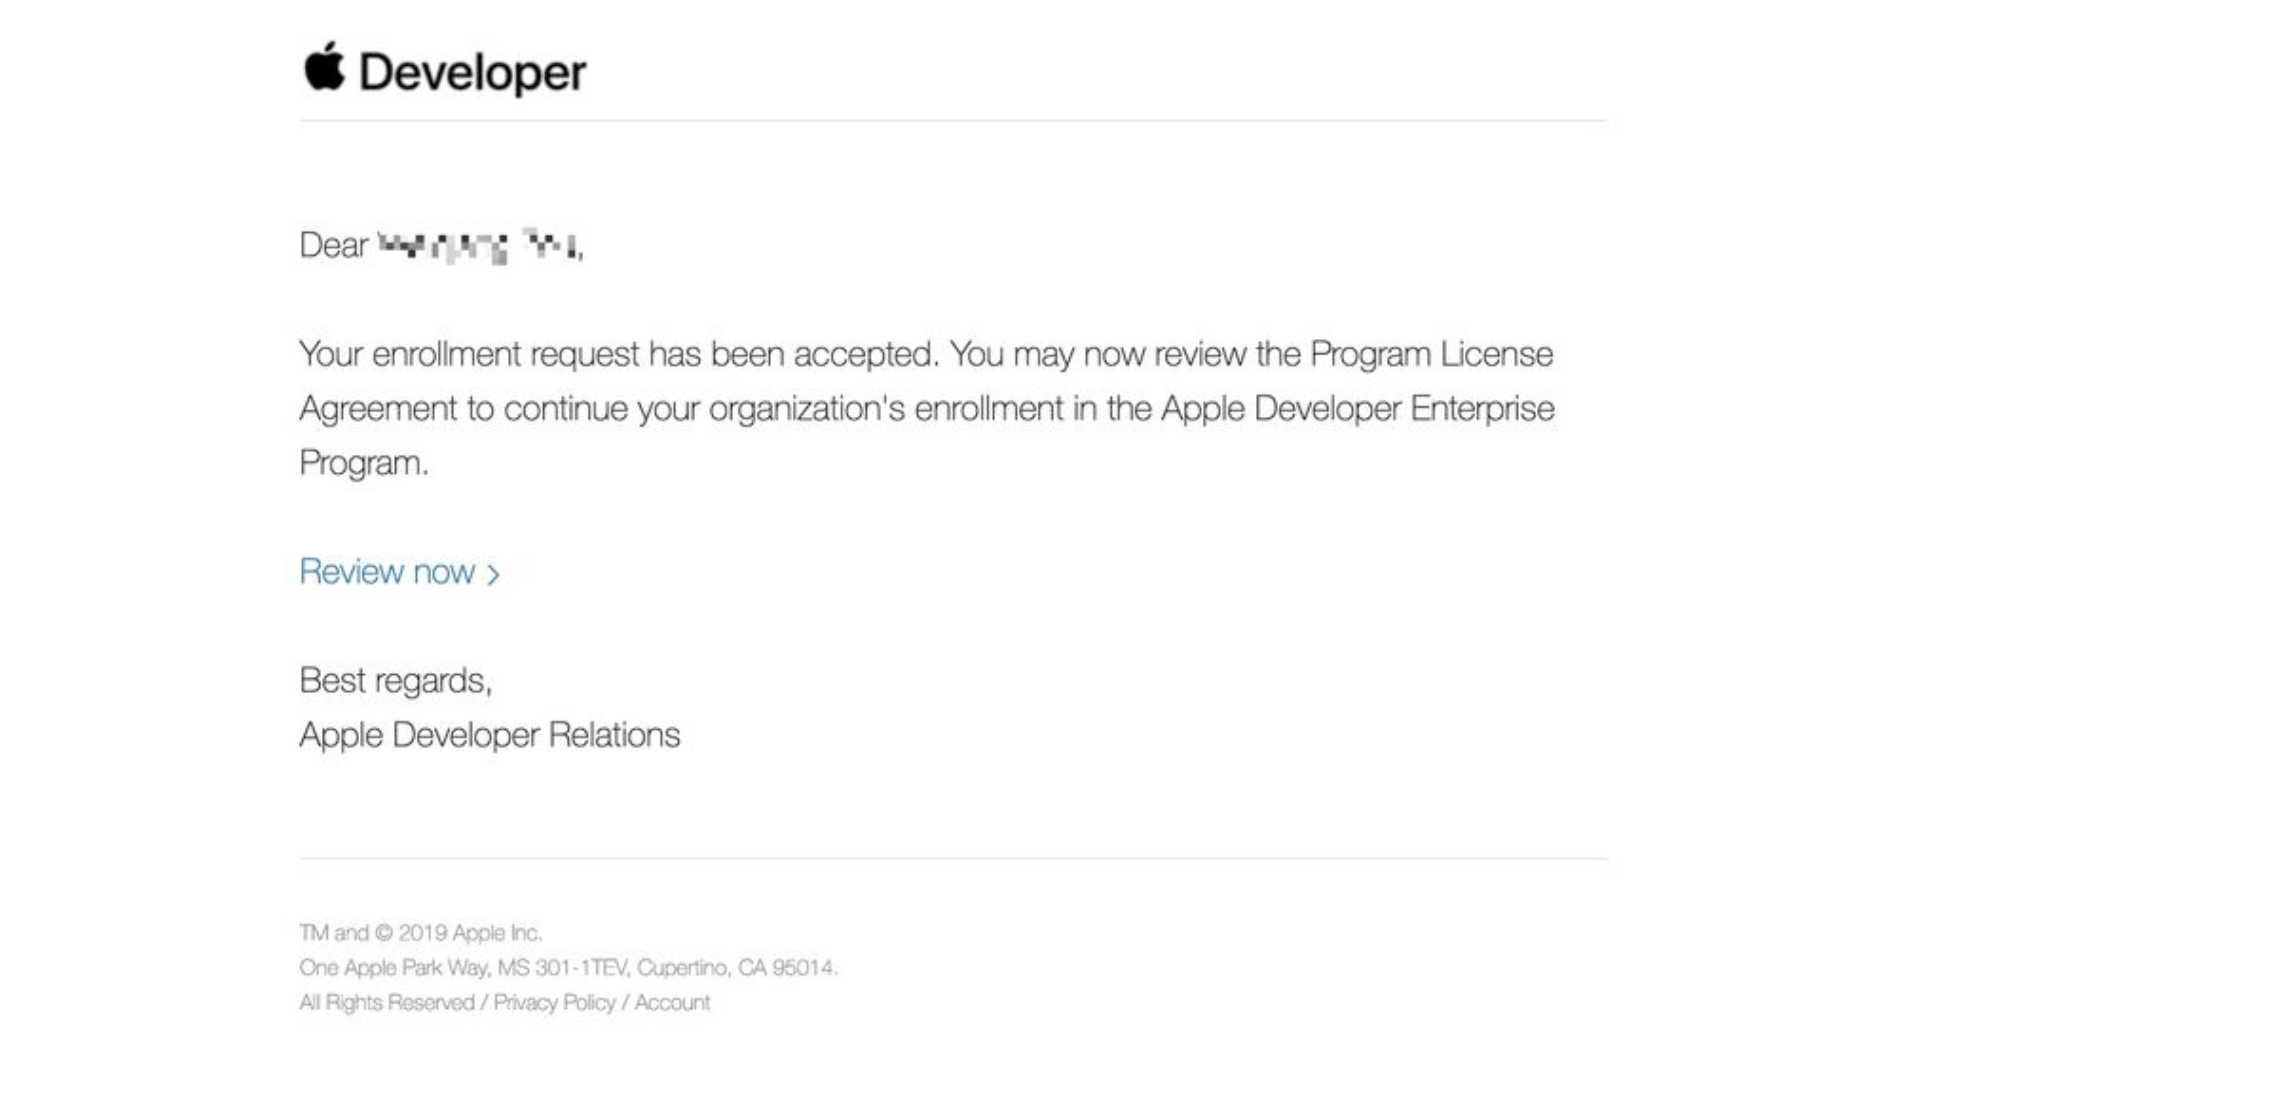 Developer
Dear ,
Your enrollment request has been accepted. You may now review the Program License
Agreement to continue your organization's enrollment in the Apple Developer Enterprise
Program.
Review now >
Best regards,
Apple Developer Relations
TM and © 2019 Apple Inc.
One Apple Park Way, MS 301-1TEV, Cupertino, CA 95014.
All Rights Reserved / Privacy Policy / Account